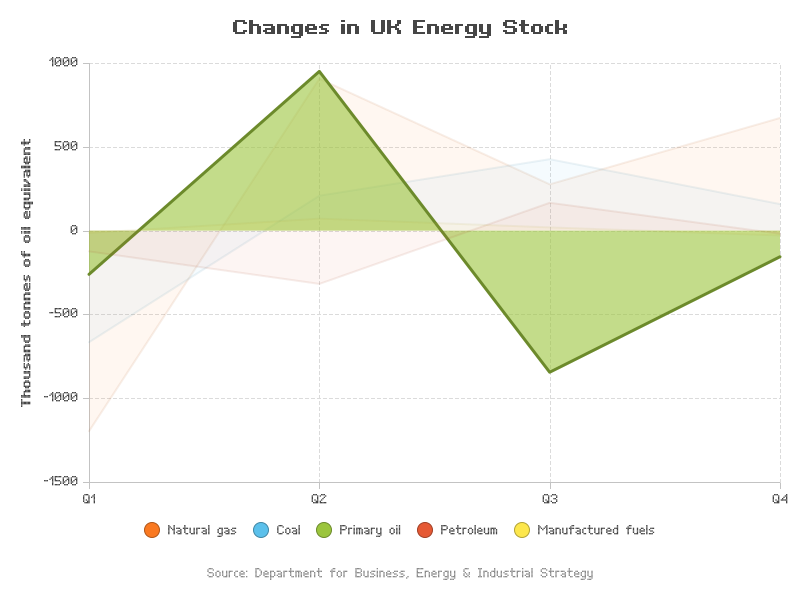 Changes in UK Energy Stock
Thousand tonnes of oil equivalent
1000
500
0
-500
-1000
-1500
Q1 Q2 Q3 Q4
Natural gas Coal Primary oil Petroleum Manufactured fuels
Source: Department for Business, Energy & Industrial Strategy